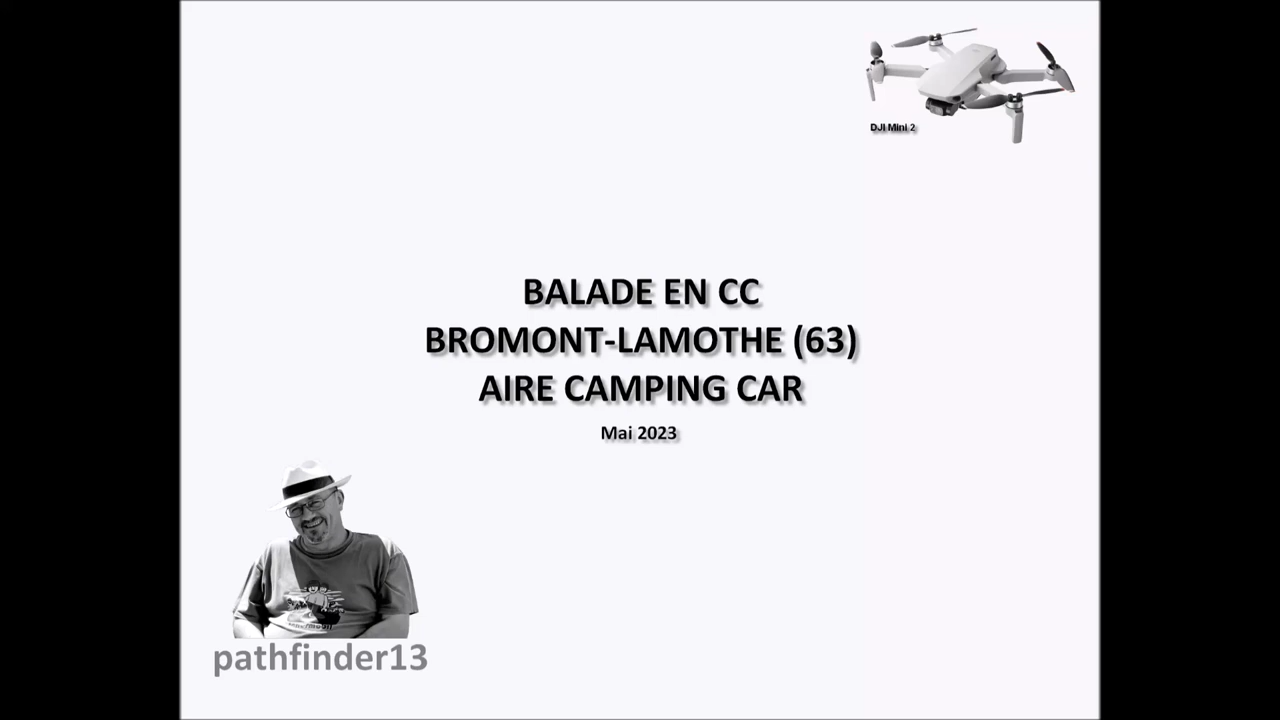 DJI Mini 2
BALADE EN CC
BROMONT-LAMOTHE (63)
AIRE CAMPING CAR
Mai 2023
pathfinder13